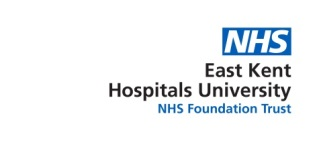 NHS
East Kent
Hospitals University
NHS Foundation Trust